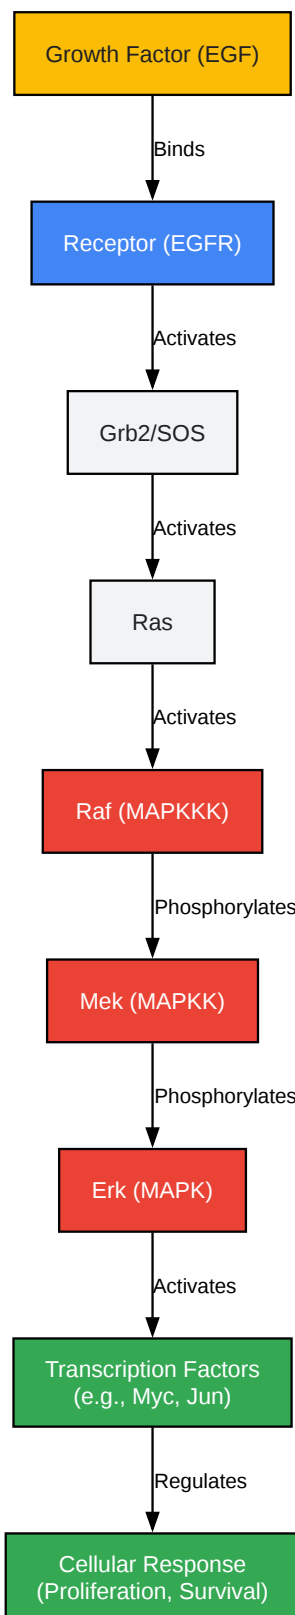 Growth Factor (EGF)
Binds
Receptor (EGFR)
Activates
Grb2/SOS
Activates
Ras
Activates
Raf (MAPKKK)
Phosphorylates
Mek (MAPKK)
Phosphorylates
Erk (MAPK)
Activates
Transcription Factors
(e.g., Myc, Jun)
Regulates
Cellular Response
(Proliferation, Survival)